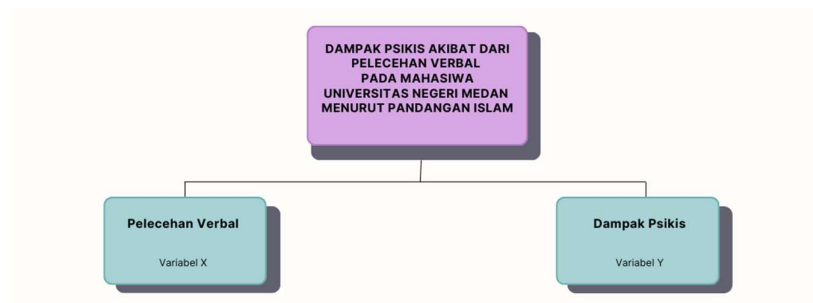 DAMPAK PSIKIS AKIBAT DARI
PELECEHAN VERBAL
PADA MAHASIWA
UNIVERSITAS NEGERI MEDAN
MENURUT PANDANGAN ISLAM
Pelecehan Verbal
Variabel X
Dampak Psikis
Variabel Y